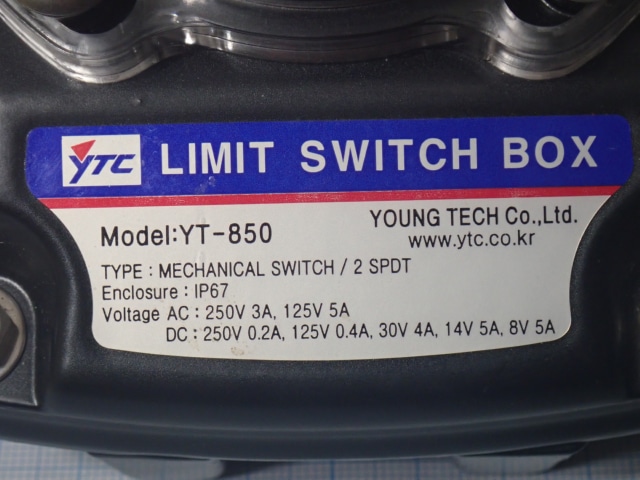 YTC LIMIT SWITCH BOX
Model:YT-850
YOUNG TECH Co.,Ltd.
www.ytc.co.kr
TYPE : MECHANICAL SWITCH / 2 SPDT
Enclosure : IP67
Voltage AC : 250V 3A, 125V 5A
DC : 250V 0.2A, 125V 0.4A, 30V 4A, 14V 5A, 8V 5A